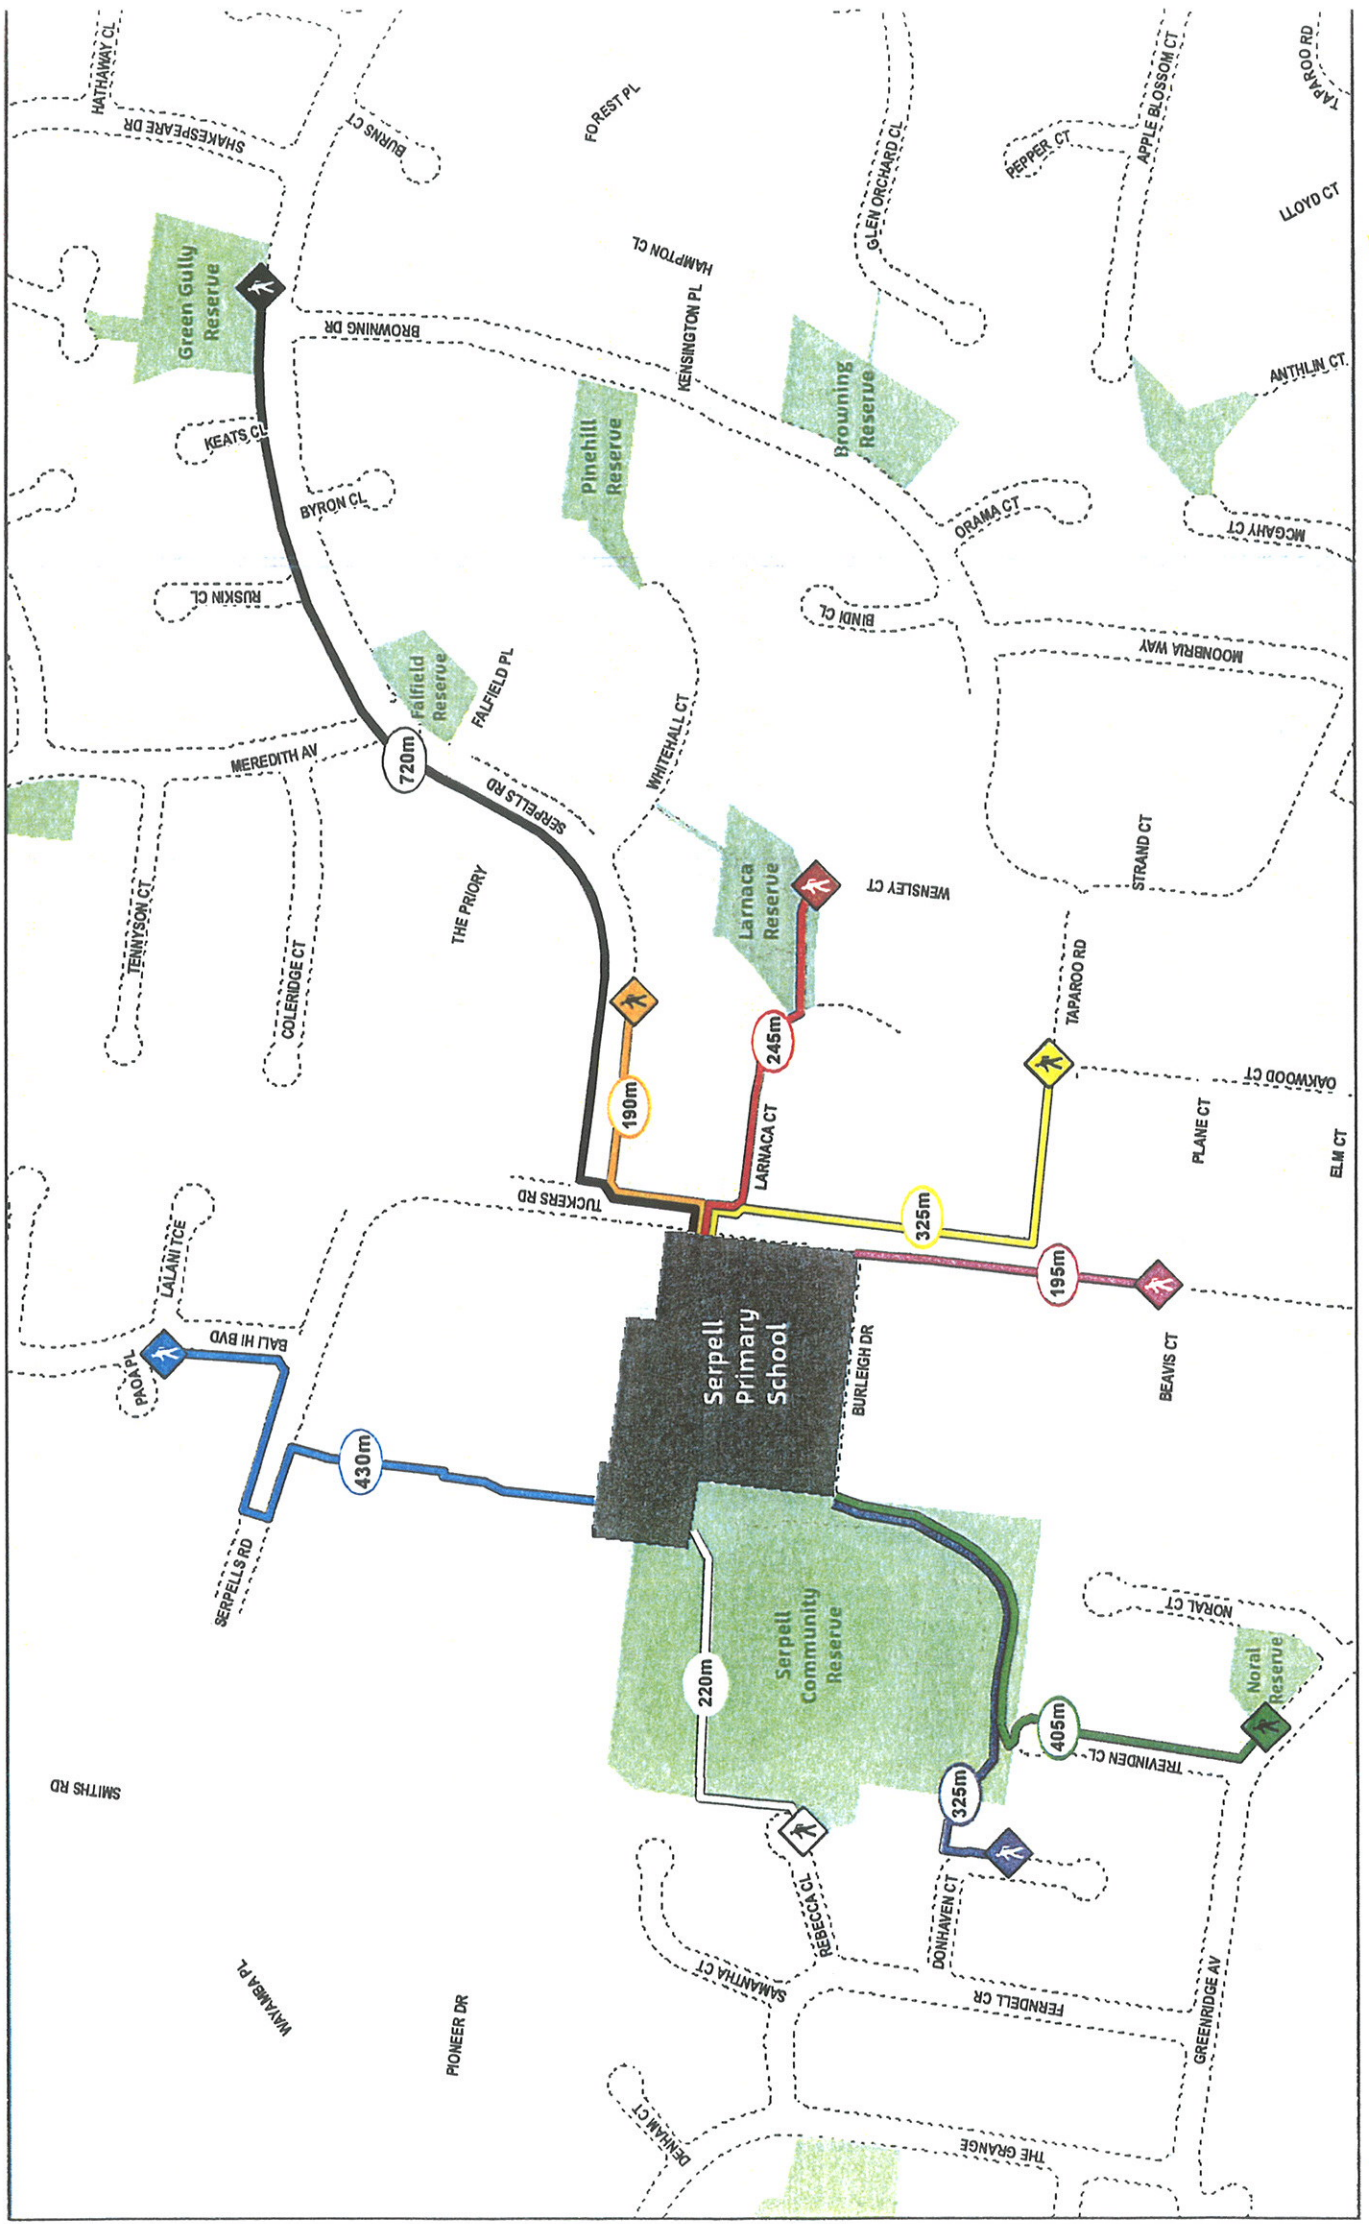 HATHAWAY CL
SHAKESPEARE DR
BURNS CT
FOREST PL
GLEN ORCHARD CL
PEPPER CT
APPLE BLOSSOM CT
TAPAROO RD
LLOYD CT
Green Gully
Reserve
HAMPTON CL
KENSINGTON PL
BROWNING DR
Browning
Reserve
ANTHLIN CT
KEATS CL
BYRON CL
Pinehill
Reserve
ORAMA CT
MCGAHY CT
RUSKIN CL
BINDI CL
MOONBRIA WAY
Falfield
Reserve
FALFIELD PL
WHITEHALL CT
MEREDITH AV
720m
SERPELLS RD
TENNYSON CT
COLERIDGE CT
THE PRIORY
Larnaca
Reserve
WENSLEY CT
STRAND CT
TAPAROO RD
OAKWOOD CT
245m
190m
LARNACA CT
PLANE CT
ELM CT
TUCKERS RD
325m
195m
LALANI TCE
BALI HI BVD
PAOA PL
Serpell
Primary
School
BURLEIGH DR
BEAVIS CT
430m
SERPELLS RD
Serpell
Community
Reserve
220m
NORAL CT
Noral
Reserve
405m
TREVINDEN CL
325m
SMITHS RD
REBECCA CL
DONHAVEN CT
SAMANTHA CT
FERNDELL CR
GREENRIDGE AV
WAYAMBA PL
PIONEER DR
DENHAM CT
THE GRANGE